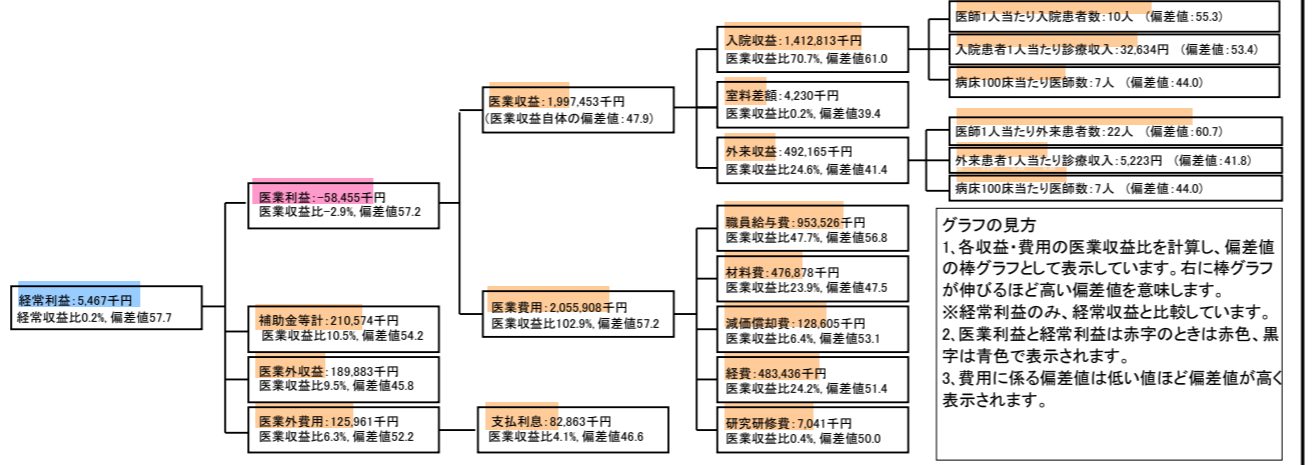 経常利益:5,467千円
経常収益比0.2%, 偏差値57.7
医業利益:-58,455千円
医業収益比-2.9%, 偏差値57.2
補助金等計:210,574千円
医業収益比10.5%, 偏差値54.2
医業外収益:189,883千円
医業収益比9.5%, 偏差値45.8
医業外費用:125,961千円
医業収益比6.3%, 偏差値52.2
医業収益:1,997,453千円
(医業収益自体の偏差値:47.9)
医業費用:2,055,908千円
医業収益比102.9%, 偏差値57.2
支払利息:82,863千円
医業収益比4.1%, 偏差値46.6
入院収益:1,412,813千円
医業収益比70.7%, 偏差値61.0
室料差額:4,230千円
医業収益比0.2%, 偏差値39.4
外来収益:492,165千円
医業収益比24.6%, 偏差値41.4
職員給与費:953,526千円
医業収益比47.7%, 偏差値56.8
材料費:476,878千円
医業収益比23.9%, 偏差値47.5
減価償却費:128,605千円
医業収益比6.4%, 偏差値53.1
経費:483,436千円
医業収益比24.2%, 偏差値51.4
研究研修費:7,041千円
医業収益比0.4%, 偏差値50.0
医師1人当たり入院患者数:10人 (偏差値:55.3)
入院患者1人当たり診療収入:32,634円 (偏差値:53.4)
病床100床当たり医師数:7人 (偏差値:44.0)
医師1人当たり外来患者数:22人 (偏差値:60.7)
外来患者1人当たり診療収入:5,223円 (偏差値:41.8)
病床100床当たり医師数:7人 (偏差値:44.0)
グラフの見方
1、各収益・費用の医業収益比を計算し、偏差値
の棒グラフとして表示しています。右に棒グラフ
が伸びるほど高い偏差値を意味します。
※経常利益のみ、経常収益と比較しています。
2、医業利益と経常利益は赤字のときは赤色、黒
字は青色で表示されます。
3、費用に係る偏差値は低い値ほど偏差値が高く
表示されます。